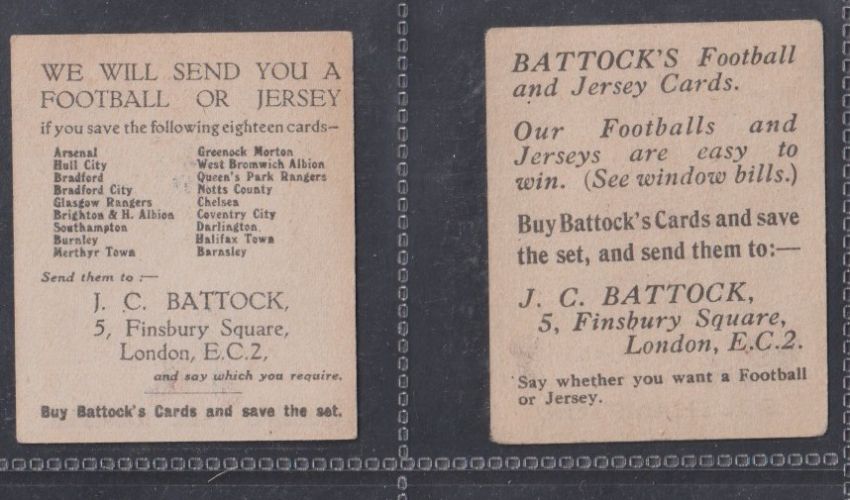 WE WILL SEND YOU A
FOOTBALL OR JERSEY
if you save the following eighteen cards—
Arsenal
Hull City
Bradford
Bradford City
Glasgow Rangers
Brighton & H. Albion
Southampton
Burnley
Merthyr Town
Greenock Morton
West Bromwich Albion
Queen's Park Rangers
Notts County
Chelsea
Coventry City
Darlington
Halifax Town
Barnsley
Send them to :—
J. C. BATTOCK,
5, Finsbury Square,
London, E.C.2,
and say which you require.
Buy Battock's Cards and save the set.
BATTOCK'S Football
and Jersey Cards.
Our Footballs and
Jerseys are easy to
win. (See window bills.)
Buy Battock's Cards and save
the set, and send them to:—
J. C. BATTOCK,
5, Finsbury Square,
London, E.C.2.
Say whether you want a Football
or Jersey.